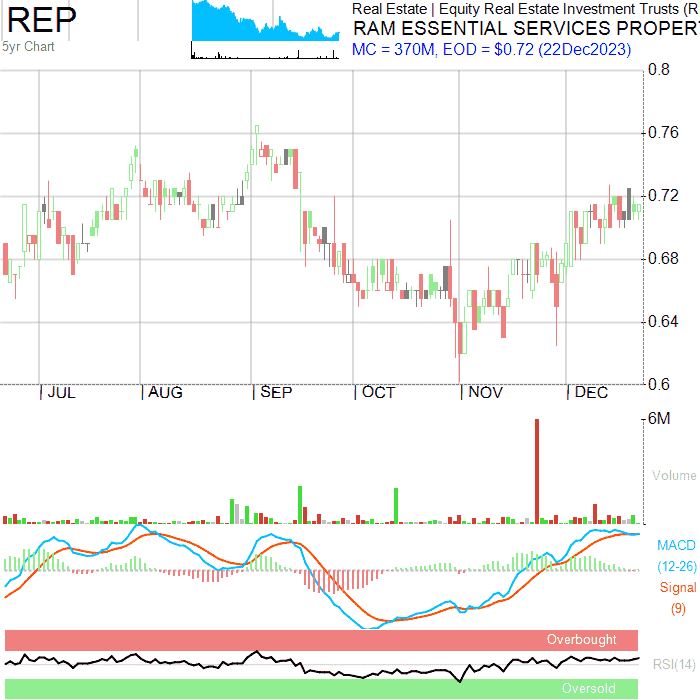 REP
5yr Chart
Real Estate | Equity Real Estate Investment Trusts (R
RAM ESSENTIAL SERVICES PROPERT
MC = 370M, EOD = $0.72 (22Dec2023)
0.8
0.76
0.72
0.68
0.64
0.6
JUL AUG SEP OCT NOV DEC
6M
Volume
MACD
(12-26)
Signal
(9)
Overbought
RSI(14)
Oversold